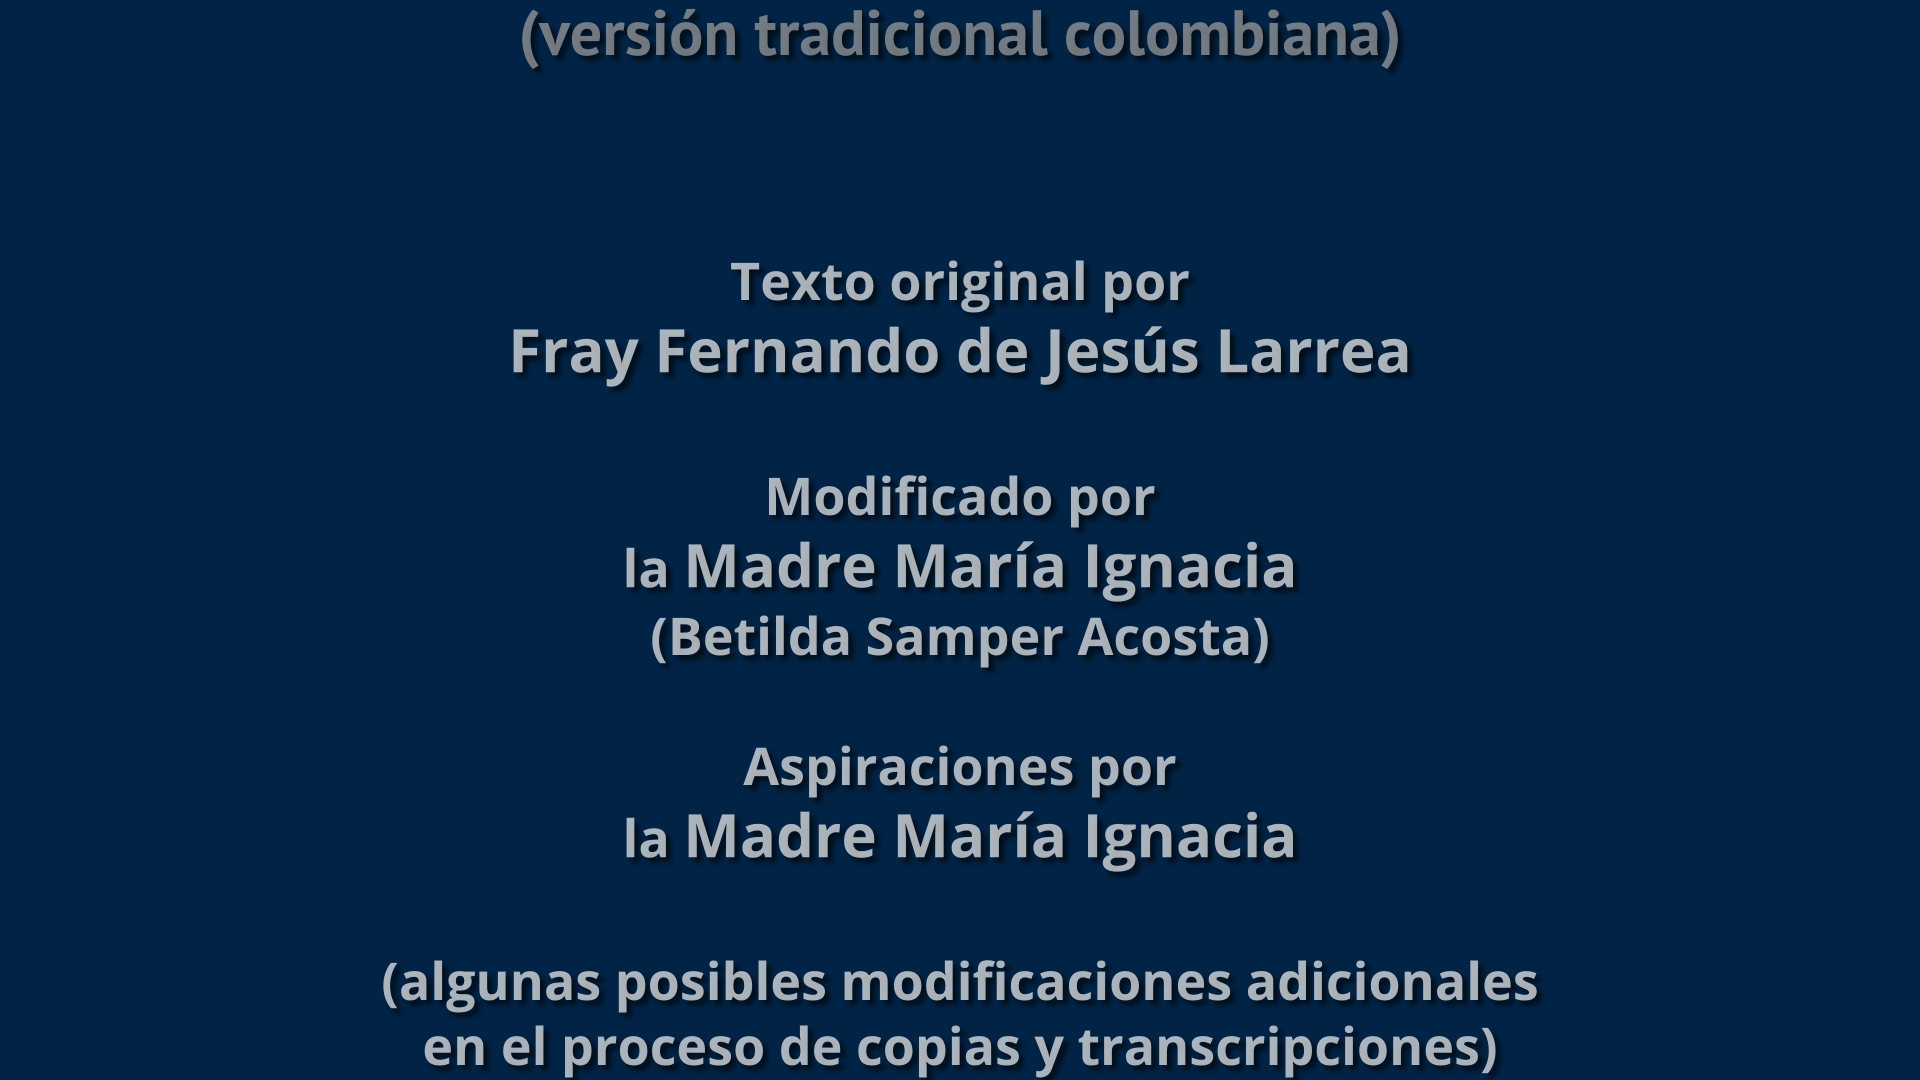 (versión tradicional colombiana)
Texto original por
Fray Fernando de Jesús Larrea
Modificado por
la Madre María Ignacia
(Betilda Samper Acosta)
Aspiraciones por
la Madre María Ignacia
(algunas posibles modificaciones adicionales
en el proceso de copias y transcripciones)